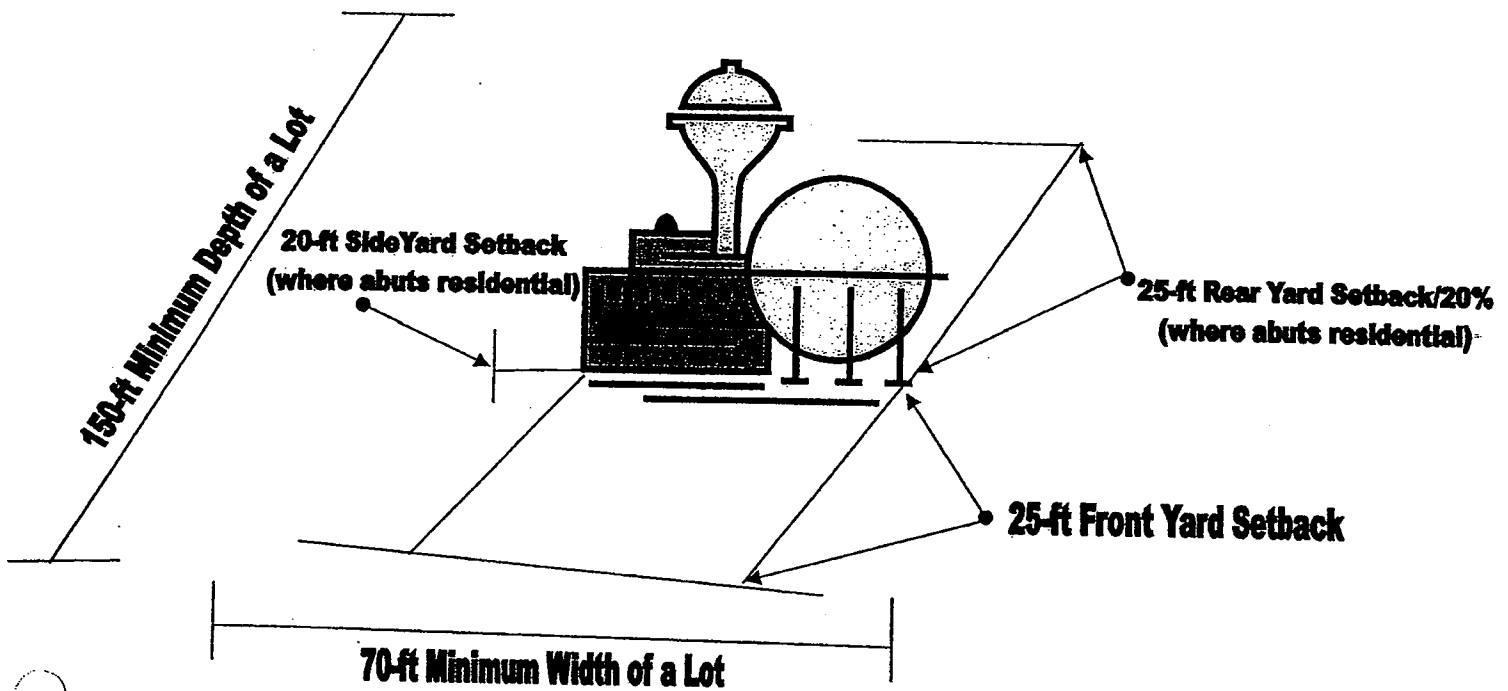 150-ft Minimum Depth of a Lot
20-ft SideYard Setback
(where abuts residential)
25-ft Rear Yard Setback/20%
(where abuts residential)
25-ft Front Yard Setback
70-ft Minimum Width of a Lot